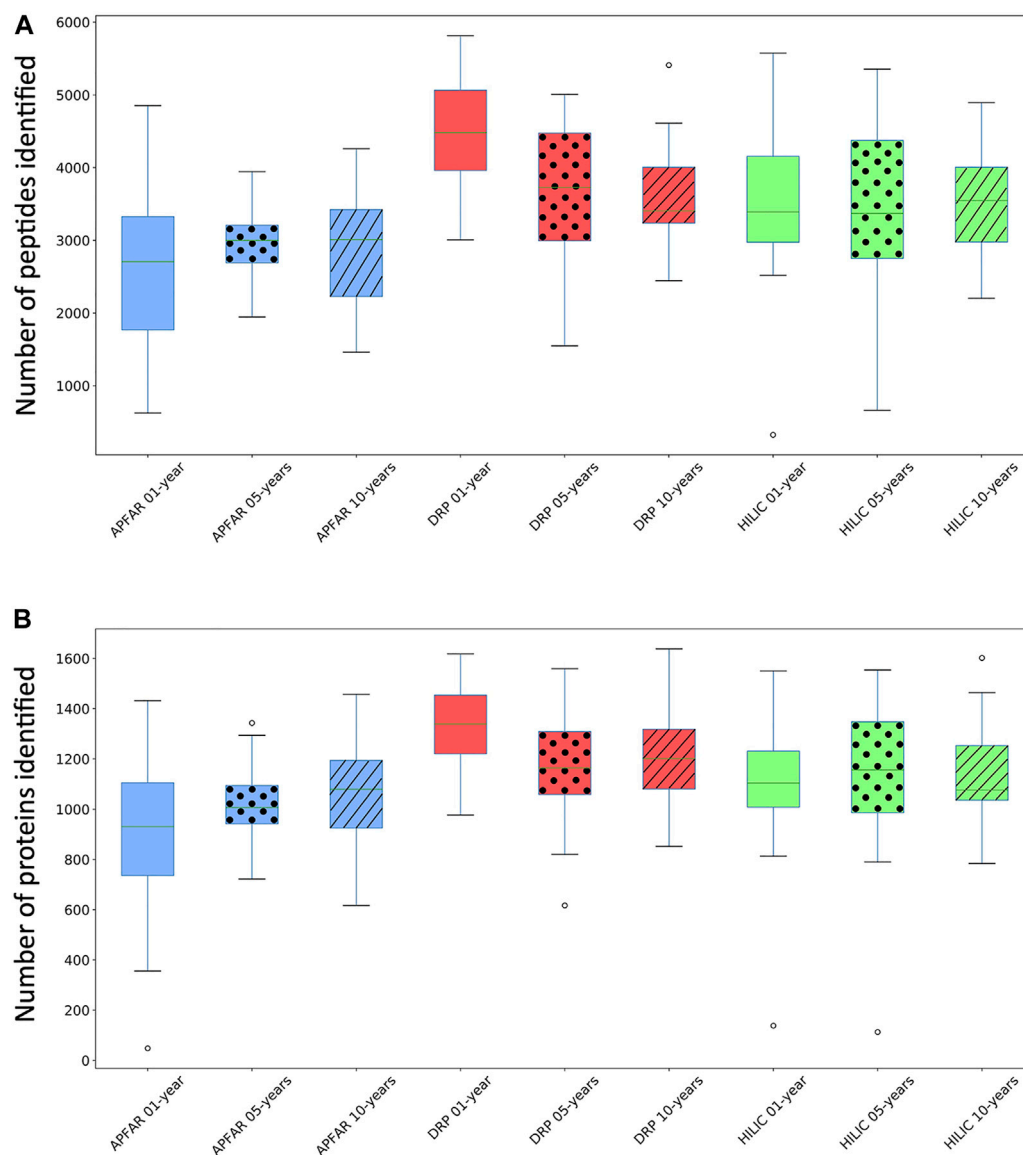 A
Number of peptides identified
6000
5000
4000
3000
2000
1000
APFAR 01-year
APFAR 05-years
APFAR 10-years
DRP 01-year
DRP 05-years
DRP 10-years
HILIC 01-year
HILIC 05-years
HILIC 10-years
B
Number of proteins identified
1600
1400
1200
1000
800
600
400
200
0
APFAR 01-year
APFAR 05-years
APFAR 10-years
DRP 01-year
DRP 05-years
DRP 10-years
HILIC 01-year
HILIC 05-years
HILIC 10-years